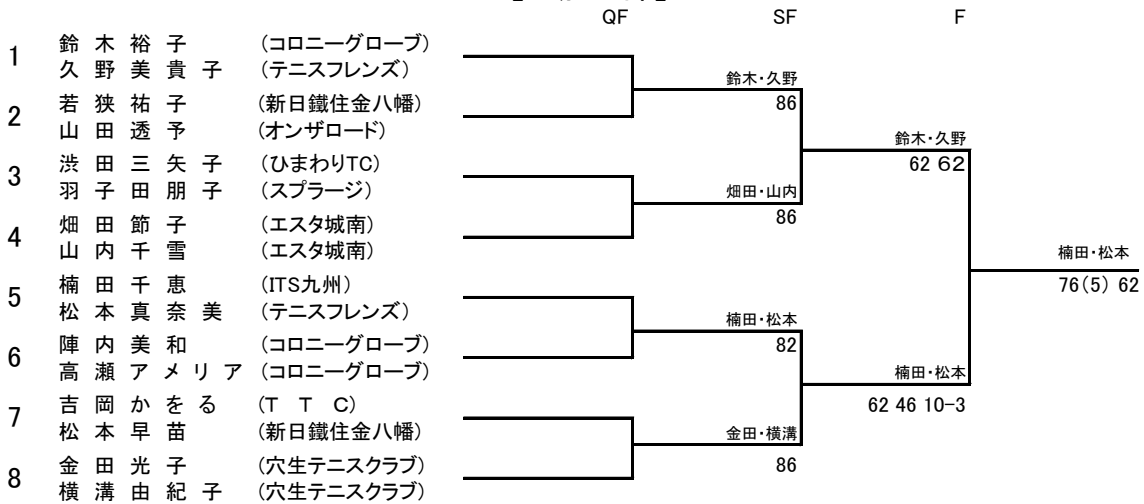 QF SF F
1 鈴木裕子 (コロニーグローブ)
久野美貴子 (テニスフレンズ)
2 若狭祐子 (新日鐵住金八幡)
山田透予 (オンザロード)
3 渋田三矢子 (ひまわりTC)
羽子田朋子 (スプラージ)
4 畑田節子 (エスタ城南)
山内千雪 (エスタ城南)
5 楠田千恵 (ITS九州)
松本真奈美 (テニスフレンズ)
6 陣内美和 (コロニーグローブ)
高瀬アメリア (コロニーグローブ)
7 吉岡かをる (T T C)
松本早苗 (新日鐵住金八幡)
8 金田光子 (穴生テニスクラブ)
横溝由紀子 (穴生テニスクラブ)
鈴木・久野
86
畑田・山内
86
楠田・松本
82
金田・横溝
86
鈴木・久野
62 62
楠田・松本
62 46 10-3
楠田・松本
76(5) 62